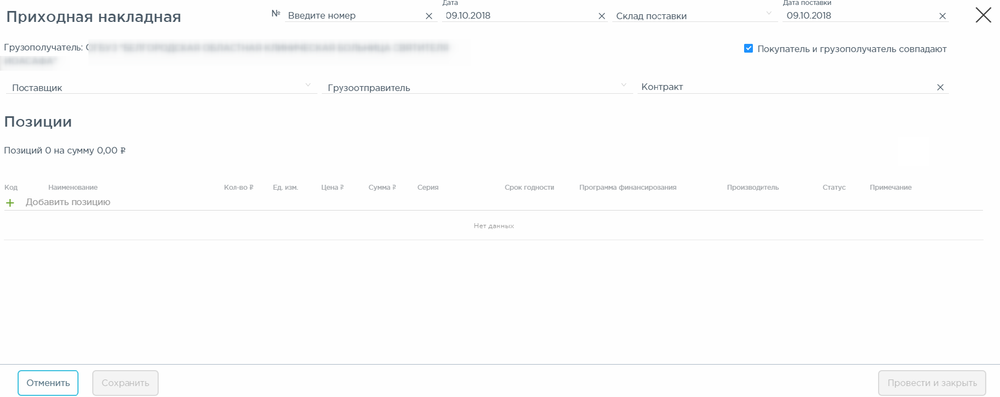 Дата
Дата поставки
Приходная накладная
№ Введите номер
09.10.2018
Склад поставки
09.10.2018
Грузополучатель:
Покупатель и грузополучатель совпадают
Поставщик
Грузоотправитель
Контракт
Позиции
Позиций 0 на сумму 0,00 ₽
Код Наименование Кол-во ₽ Ед. изм. Цена ₽ Сумма ₽ Серия Срок годности Программа финансирования Производитель Статус Примечание
+ Добавить позицию
Нет данных
Отменить
Сохранить
Провести и закрыть